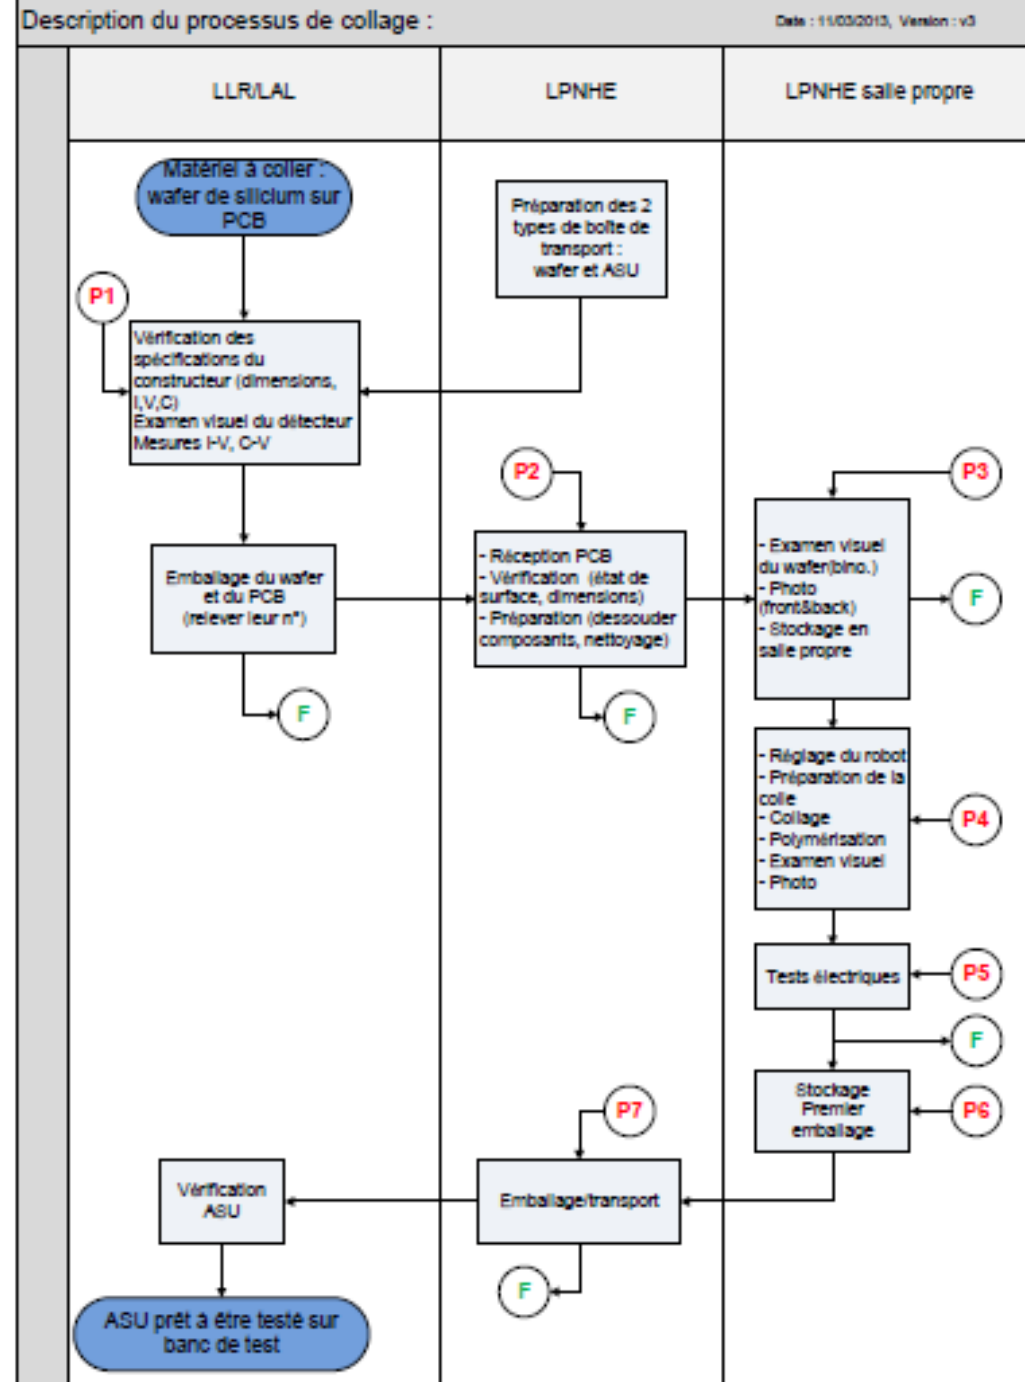 Description du processus de collage :
Date : 11/03/2013, Version : v3
LLR/LAL
LPNHE
LPNHE salle propre
Matériel à coller :
wafer de silicium sur
PCB
Préparation des 2
types de boîte de
transport :
wafer et ASU
P1
Vérification des
spécifications du
constructeur (dimensions,
I,V,C)
Examen visuel du détecteur
Mesures I-V, C-V
P2
P3
Emballage du wafer
et du PCB
(relever leur n°)
- Réception PCB
- Vérification (état de
surface, dimensions)
- Préparation (dessouder
composants, nettoyage)
- Examen visuel
du wafer(bino.)
- Photo
(front&back)
- Stockage en
salle propre
F
F
F
- Réglage du robot
- Préparation de la
colle
- Collage
- Polymérisation
- Examen visuel
- Photo
P4
Tests électriques
P5
F
Stockage
Premier
emballage
P6
P7
Vérification
ASU
Emballage/transport
F
ASU prêt à être testé sur
banc de test